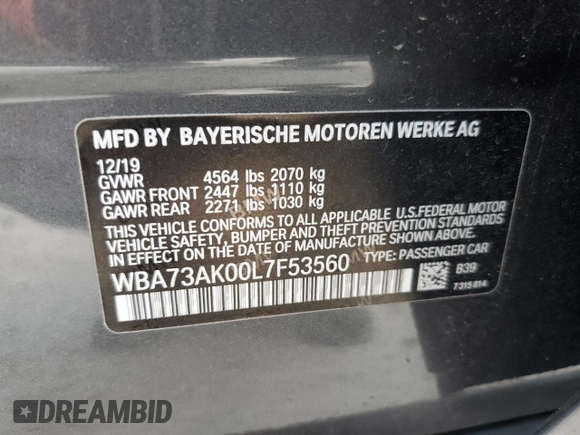 MFD BY BAYERISCHE MOTOREN WERKE AG
12/19
GVWR 4564 lbs 2070 kg
GAWR FRONT 2447 lbs 1110 kg
GAWR REAR 2271 lbs 1030 kg
THIS VEHICLE CONFORMS TO ALL APPLICABLE U.S.FEDERAL MOTOR
VEHICLE SAFETY, BUMPER, AND THEFT PREVENTION STANDARDS
IN EFFECT ON THE DATE OF MANUFACTURE SHOWN ABOVE.
WBA73AK00L7F53560 TYPE: PASSENGER CAR
B39
7315014
DREAMBID